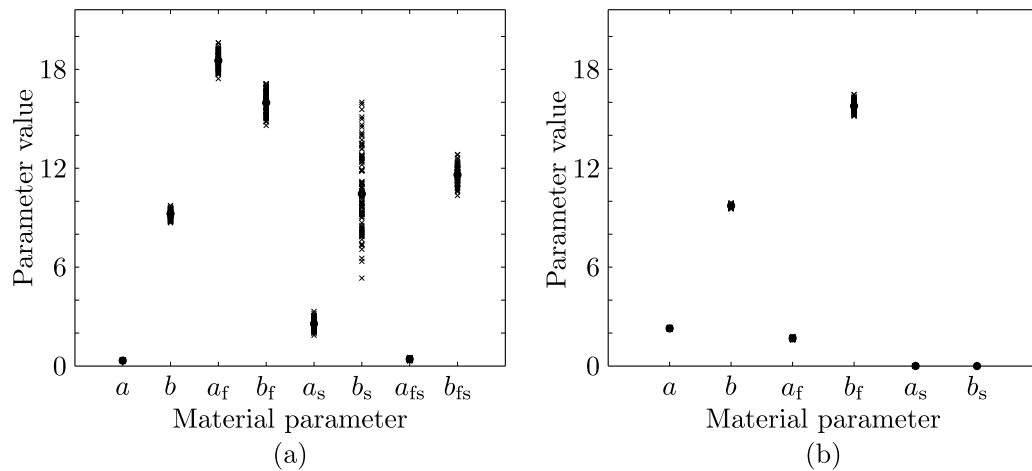 18
12
6
0
Parameter value
a b a_f b_f a_s b_s a_fs b_fs
Material parameter
(a)
18
12
6
0
Parameter value
a b a_f b_f a_s b_s
Material parameter
(b)